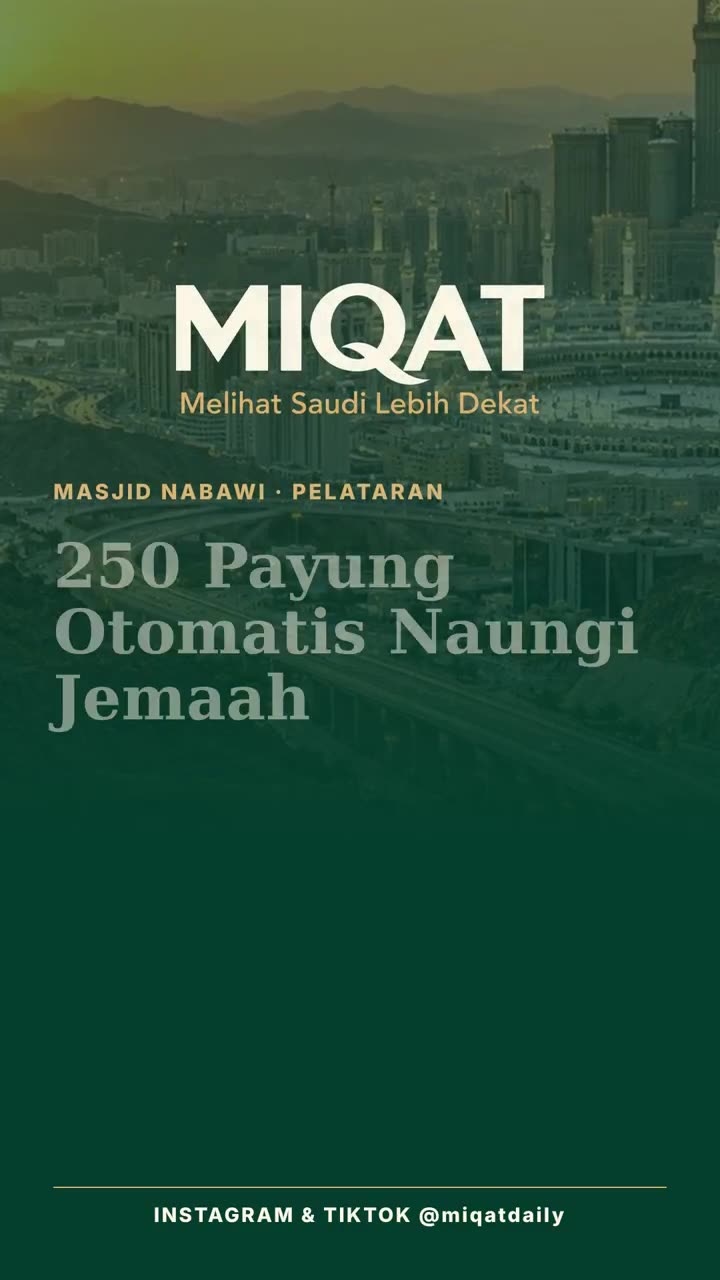 MIQAT
Melihat Saudi Lebih Dekat
MASJID NABAWI · PELATARAN
250 Payung
Otomatis Naungi
Jemaah
INSTAGRAM & TIKTOK @miqatdaily